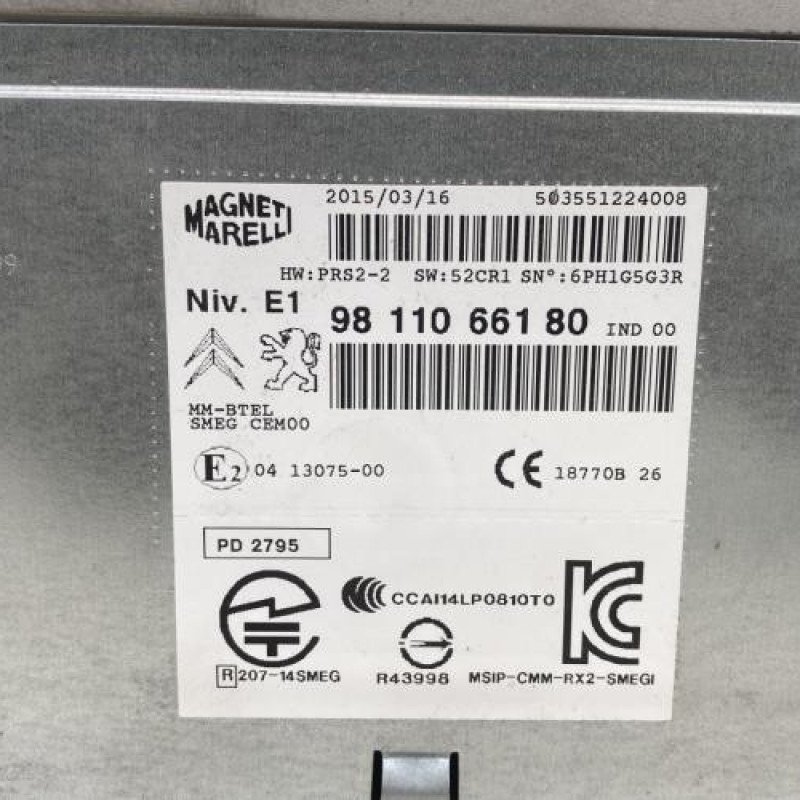 MAGNETI
MARELLI
2015/03/16 503551224008
HW:PRS2-2 SW:52CR1 SN°:6PH1G5G3R
Niv. E1
98 110 661 80 IND 00
MM-BTEL
SMEG CEM00
E2 04 13075-00
CE 18770B 26
PD 2795
CCAI14LP0810T0
R 207-14SMEG
R43998
MSIP-CMM-RX2-SMEGI